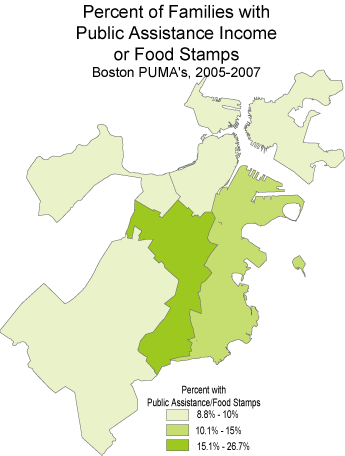 Percent of Families with
Public Assistance Income
or Food Stamps
Boston PUMA's, 2005-2007
Percent with
Public Assistance/Food Stamps
8.8% - 10%
10.1% - 15%
15.1% - 26.7%